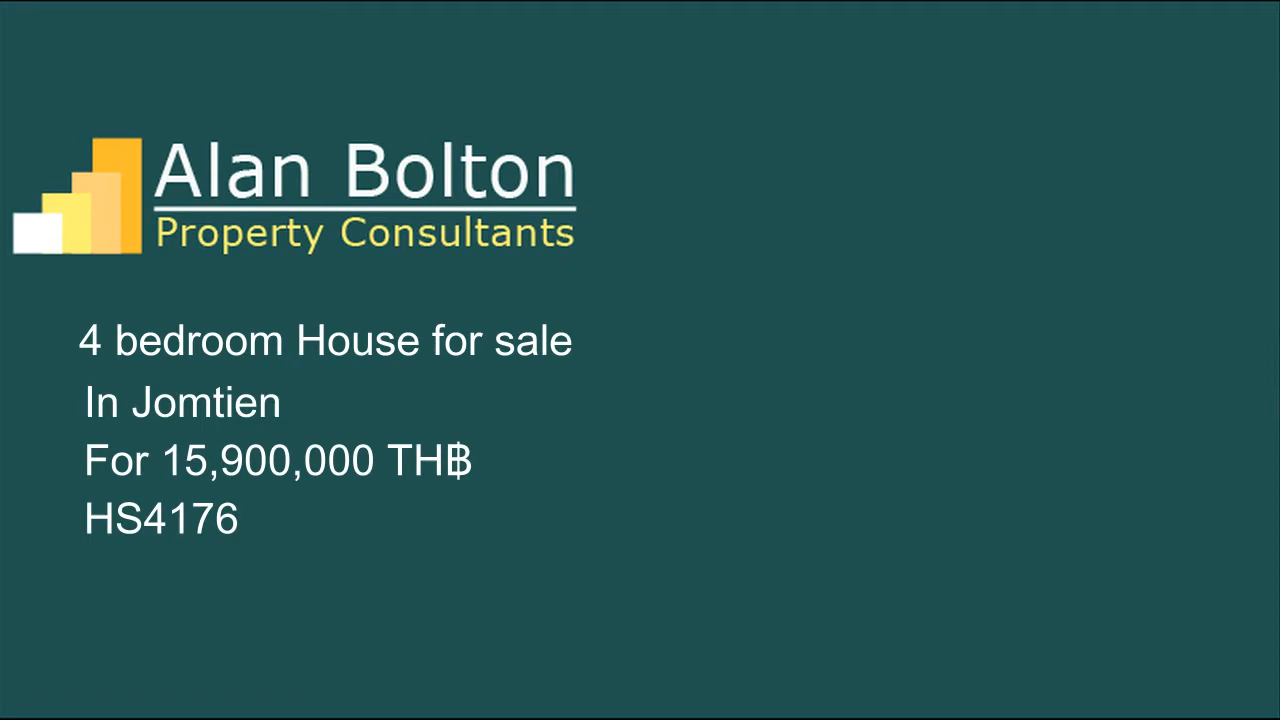 Alan Bolton
Property Consultants
4 bedroom House for sale
In Jomtien
For 15,900,000 TH฿
HS4176